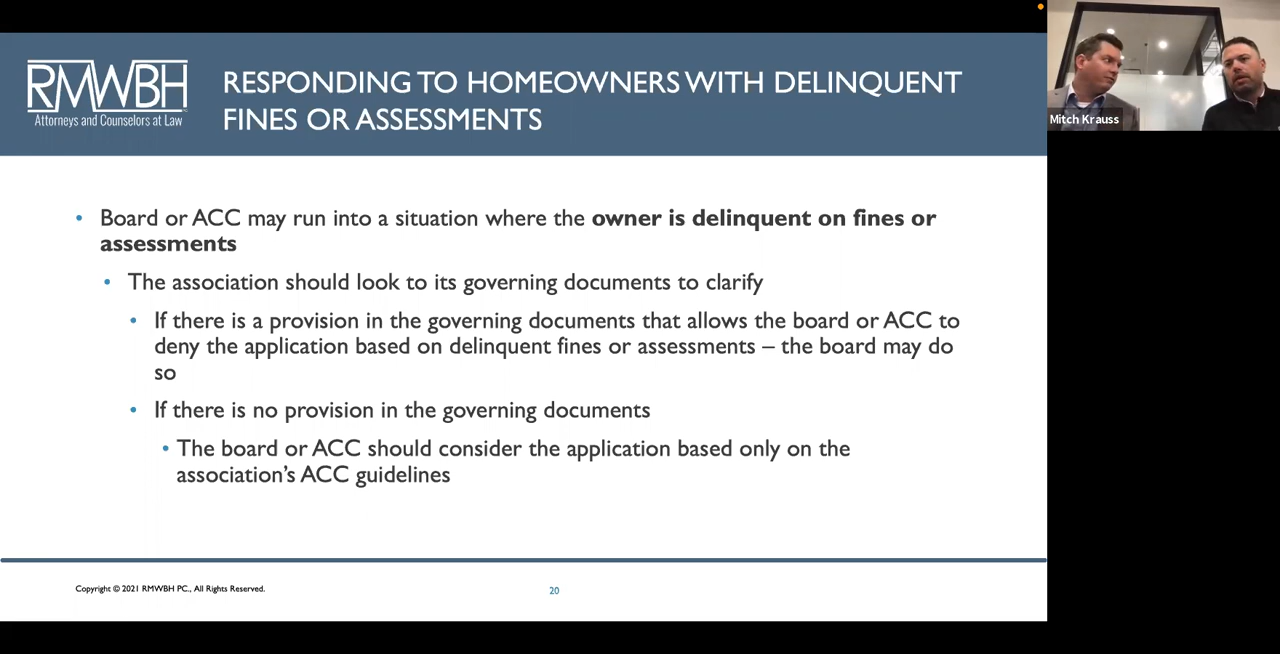 RMWBH
Attorneys and Counselors at Law
RESPONDING TO HOMEOWNERS WITH DELINQUENT
FINES OR ASSESSMENTS
• Board or ACC may run into a situation where the owner is delinquent on fines or
assessments
• The association should look to its governing documents to clarify
• If there is a provision in the governing documents that allows the board or ACC to
deny the application based on delinquent fines or assessments – the board may do
so
• If there is no provision in the governing documents
• The board or ACC should consider the application based only on the
association’s ACC guidelines
Copyright © 2021 RMWBH PC., All Rights Reserved.
20
Mitch Krauss